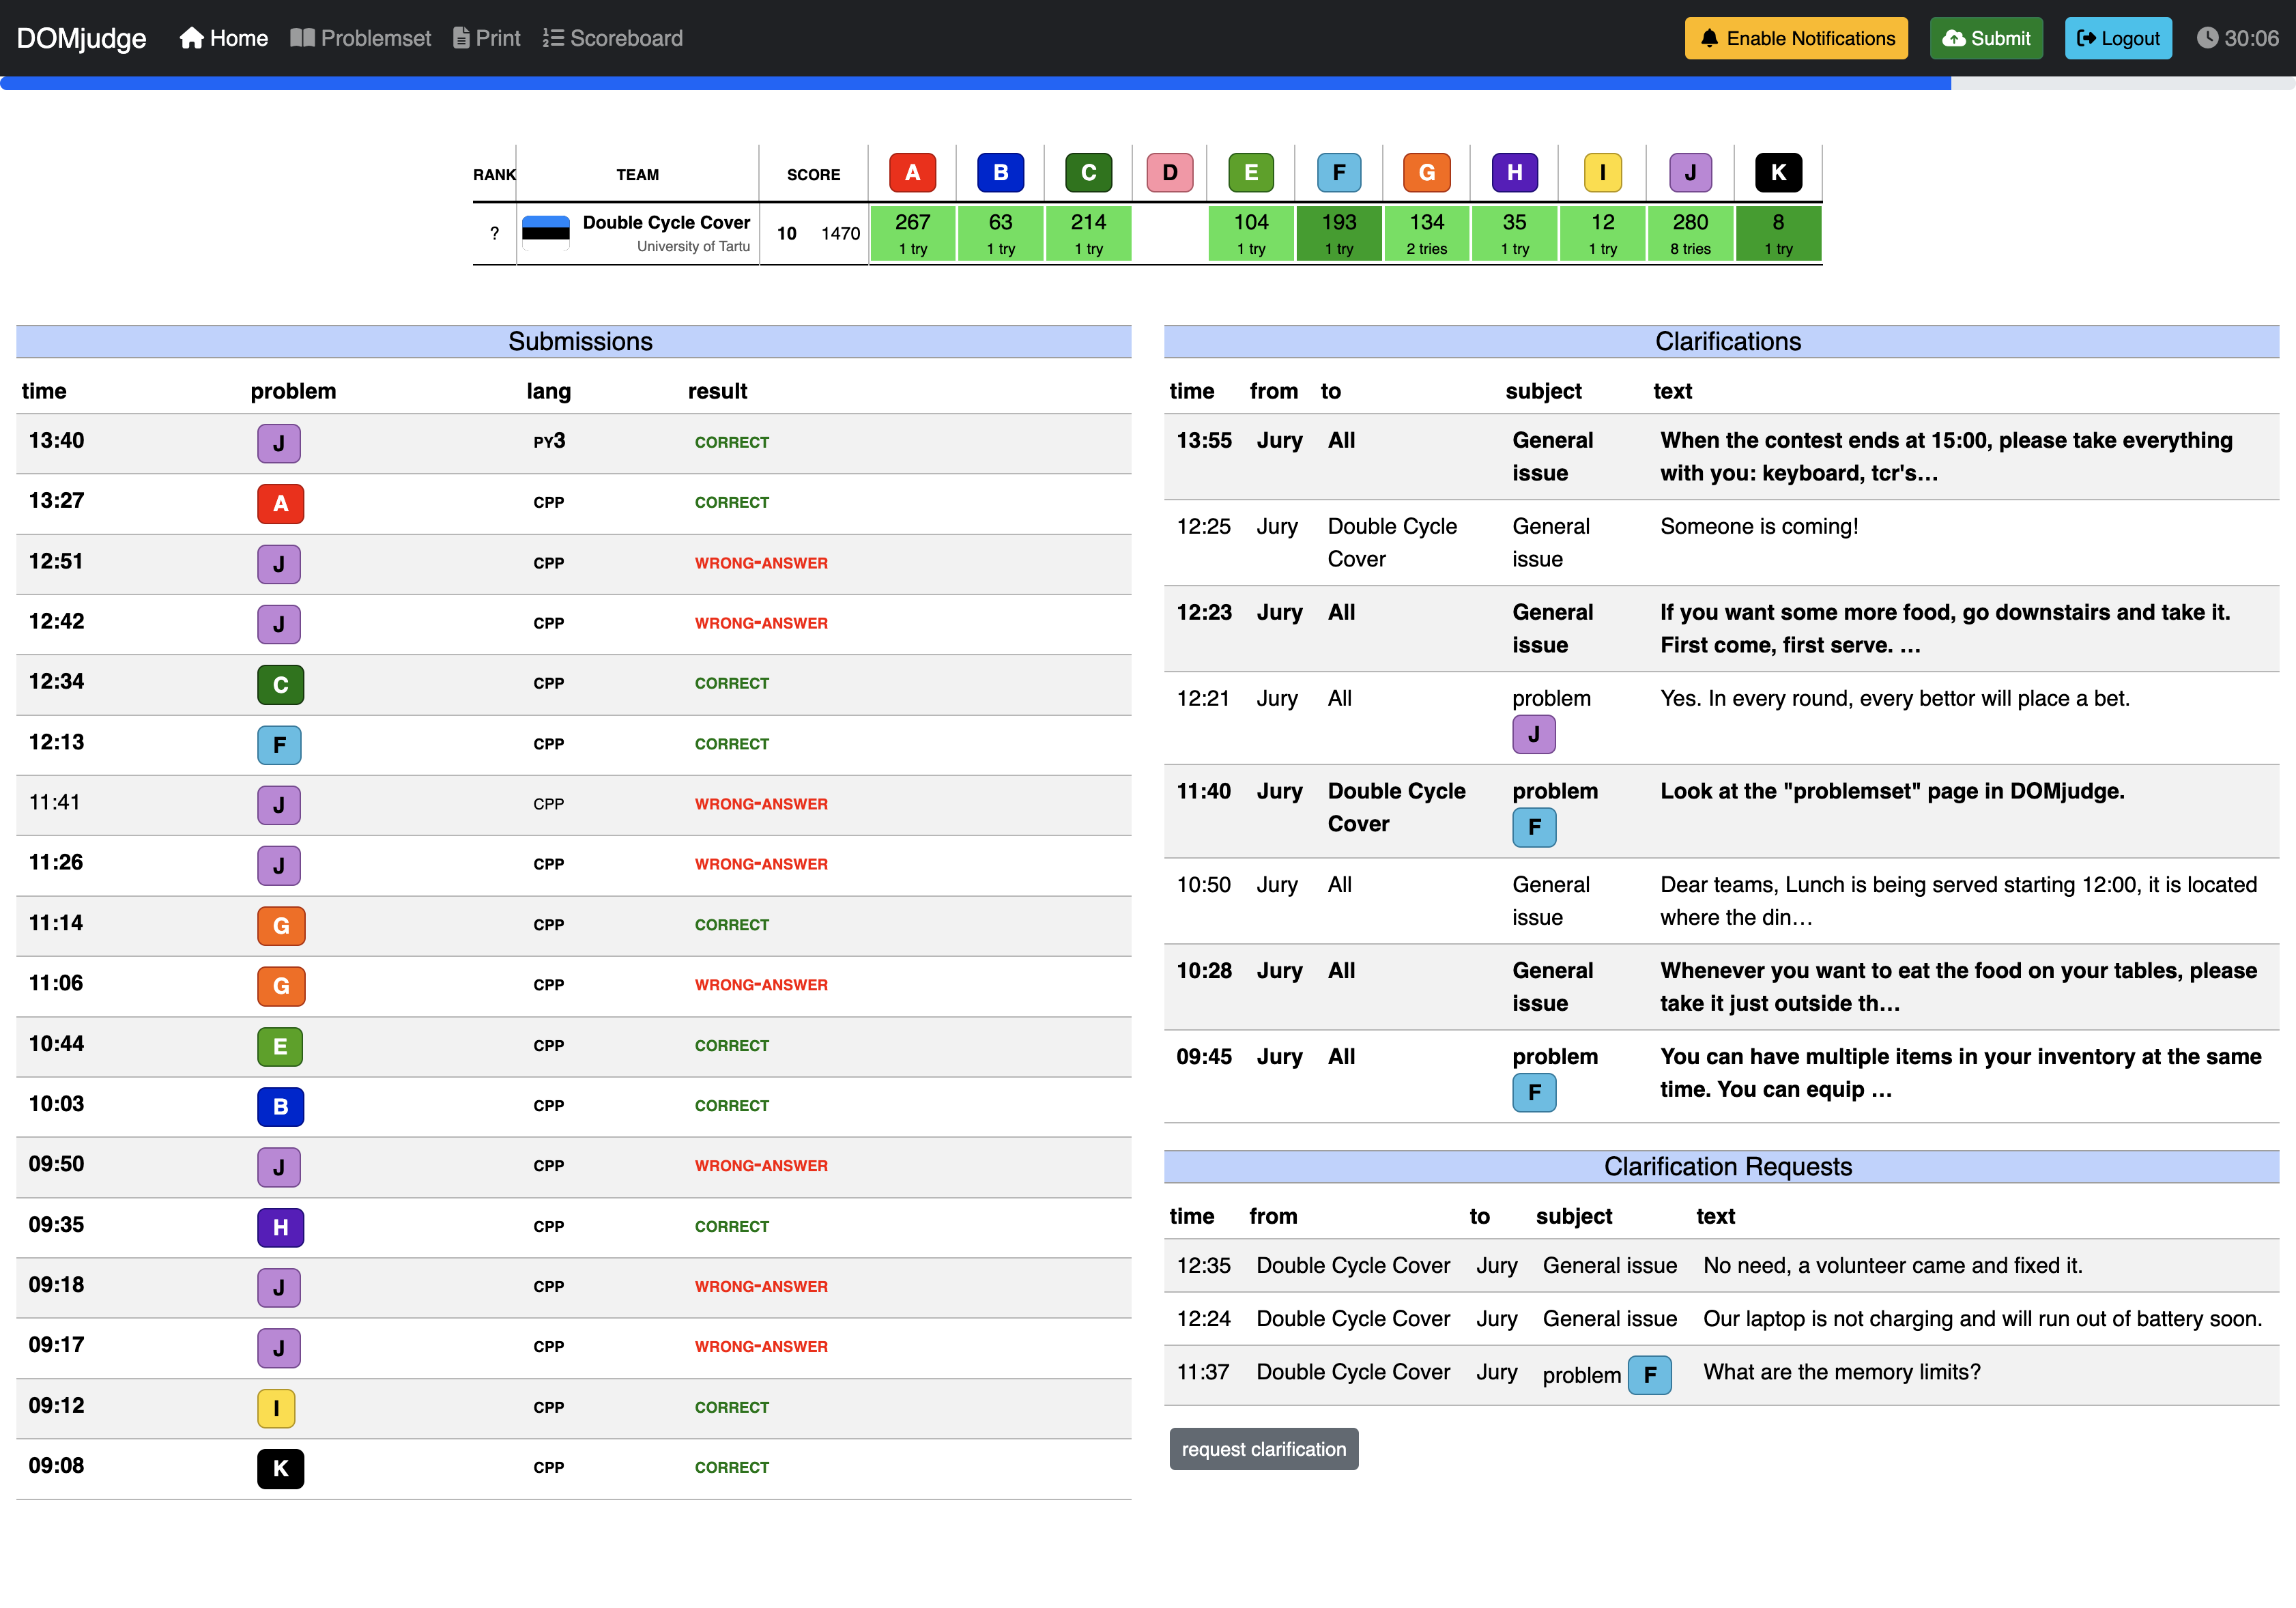 DOMjudge Home Problemset Print Scoreboard Enable Notifications Submit Logout 30:06
RANK TEAM SCORE A B C D E F G H I J K
? Double Cycle Cover 10 1470 267 63 214 104 193 134 35 12 280 8
University of Tartu 1 try 1 try 1 try 1 try 1 try 2 tries 1 try 1 try 8 tries 1 try
Submissions
time problem lang result
13:40 J PY3 CORRECT
13:27 A CPP CORRECT
12:51 J CPP WRONG-ANSWER
12:42 J CPP WRONG-ANSWER
12:34 C CPP CORRECT
12:13 F CPP CORRECT
11:41 J CPP WRONG-ANSWER
11:26 J CPP WRONG-ANSWER
11:14 G CPP CORRECT
11:06 G CPP WRONG-ANSWER
10:44 E CPP CORRECT
10:03 B CPP CORRECT
09:50 J CPP WRONG-ANSWER
09:35 H CPP CORRECT
09:18 J CPP WRONG-ANSWER
09:17 J CPP WRONG-ANSWER
09:12 I CPP CORRECT
09:08 K CPP CORRECT
Clarifications
time from to subject text
13:55 Jury All General When the contest ends at 15:00, please take everything
issue with you: keyboard, tcr's…
12:25 Jury Double Cycle General Someone is coming!
Cover issue
12:23 Jury All General If you want some more food, go downstairs and take it.
issue First come, first serve. …
12:21 Jury All problem Yes. In every round, every bettor will place a bet.
J
11:40 Jury Double Cycle problem Look at the "problemset" page in DOMjudge.
Cover F
10:50 Jury All General Dear teams, Lunch is being served starting 12:00, it is located
issue where the din…
10:28 Jury All General Whenever you want to eat the food on your tables, please
issue take it just outside th…
09:45 Jury All problem You can have multiple items in your inventory at the same
F time. You can equip …
Clarification Requests
time from to subject text
12:35 Double Cycle Cover Jury General issue No need, a volunteer came and fixed it.
12:24 Double Cycle Cover Jury General issue Our laptop is not charging and will run out of battery soon.
11:37 Double Cycle Cover Jury problem F What are the memory limits?
request clarification